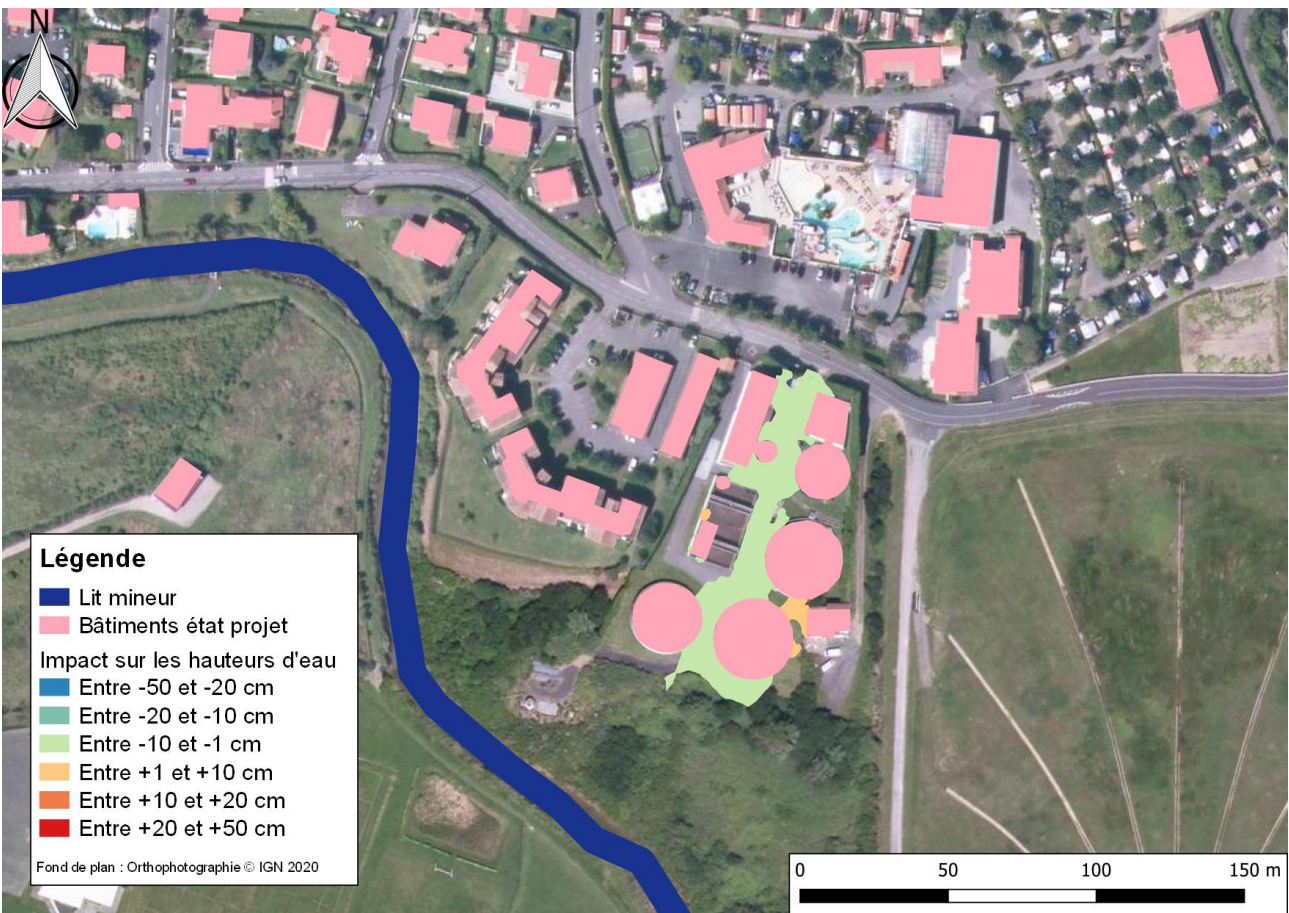 N
Légende
Lit mineur
Bâtiments état projet
Impact sur les hauteurs d'eau
Entre -50 et -20 cm
Entre -20 et -10 cm
Entre -10 et -1 cm
Entre +1 et +10 cm
Entre +10 et +20 cm
Entre +20 et +50 cm
Fond de plan : Orthophotographie © IGN 2020
0 50 100 150 m